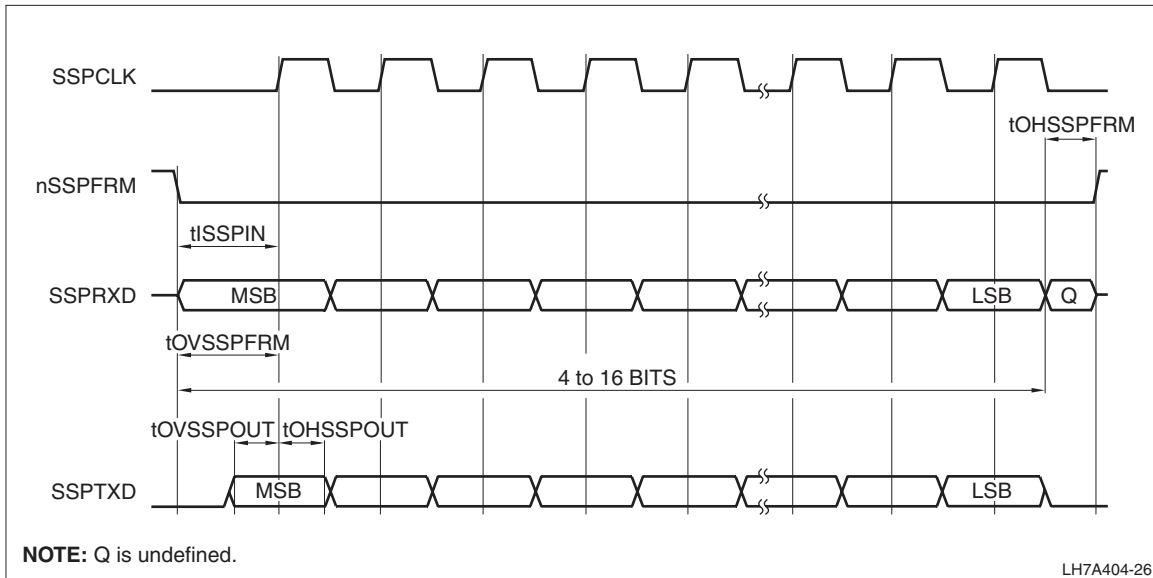 SSPCLK
tOHSSPFRM
nSSPFRM
tISSPIN
SSPRXD
MSB
LSB
Q
tOVSSPFRM
4 to 16 BITS
tOVSSPOUT
tOHSSPOUT
SSPTXD
MSB
LSB
NOTE: Q is undefined.
LH7A404-26